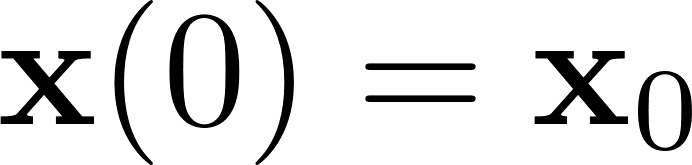 𝐱(0) = 𝐱₀